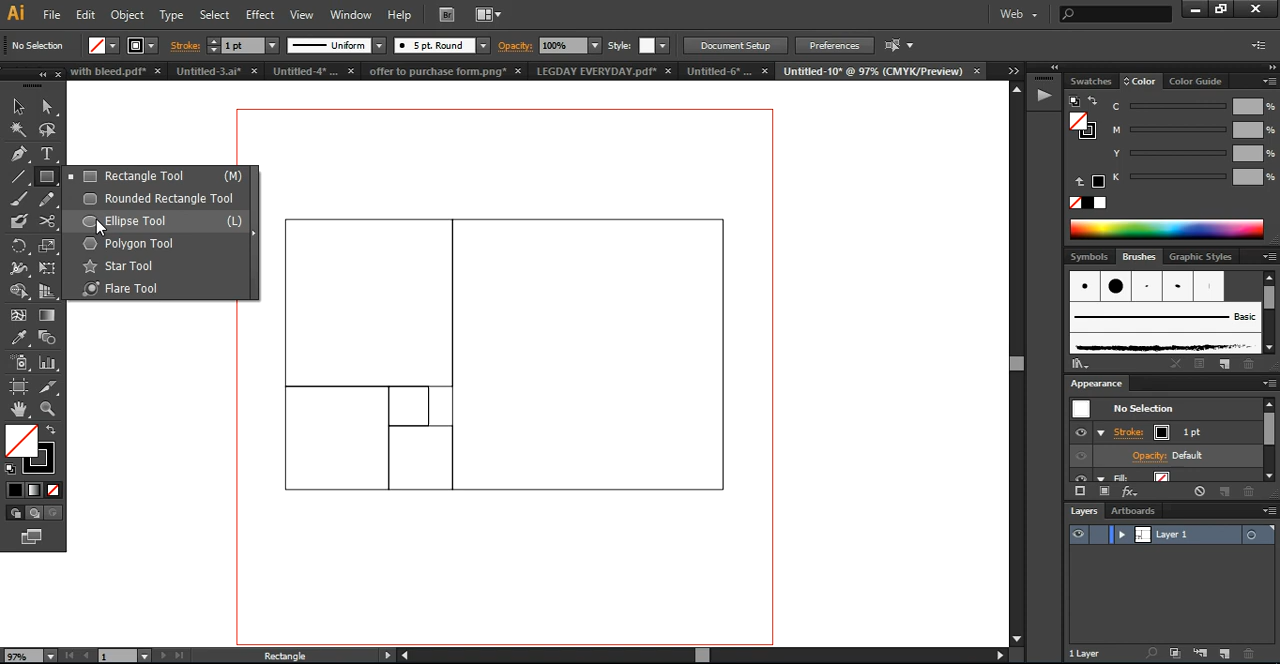 Ai File Edit Object Type Select Effect View Window Help Br Web
No Selection Stroke: 1 pt Uniform 5 pt. Round Opacity: 100% Style: Document Setup Preferences
with bleed.pdf* × Untitled-3.ai* × Untitled-4* ... × offer to purchase form.png* × LEGDAY EVERYDAY.pdf* × Untitled-6* ... × Untitled-10* @ 97% (CMYK/Preview) ×
Swatches Color Color Guide
C %
M %
Y %
K %
T
Rectangle Tool (M)
Rounded Rectangle Tool
Ellipse Tool (L)
Polygon Tool
Star Tool
Flare Tool
Symbols Brushes Graphic Styles
Basic
Appearance
No Selection
Stroke: 1 pt
Opacity: Default
Fill:
fx
Layers Artboards
Layer 1
1 Layer
97% 1 Rectangle